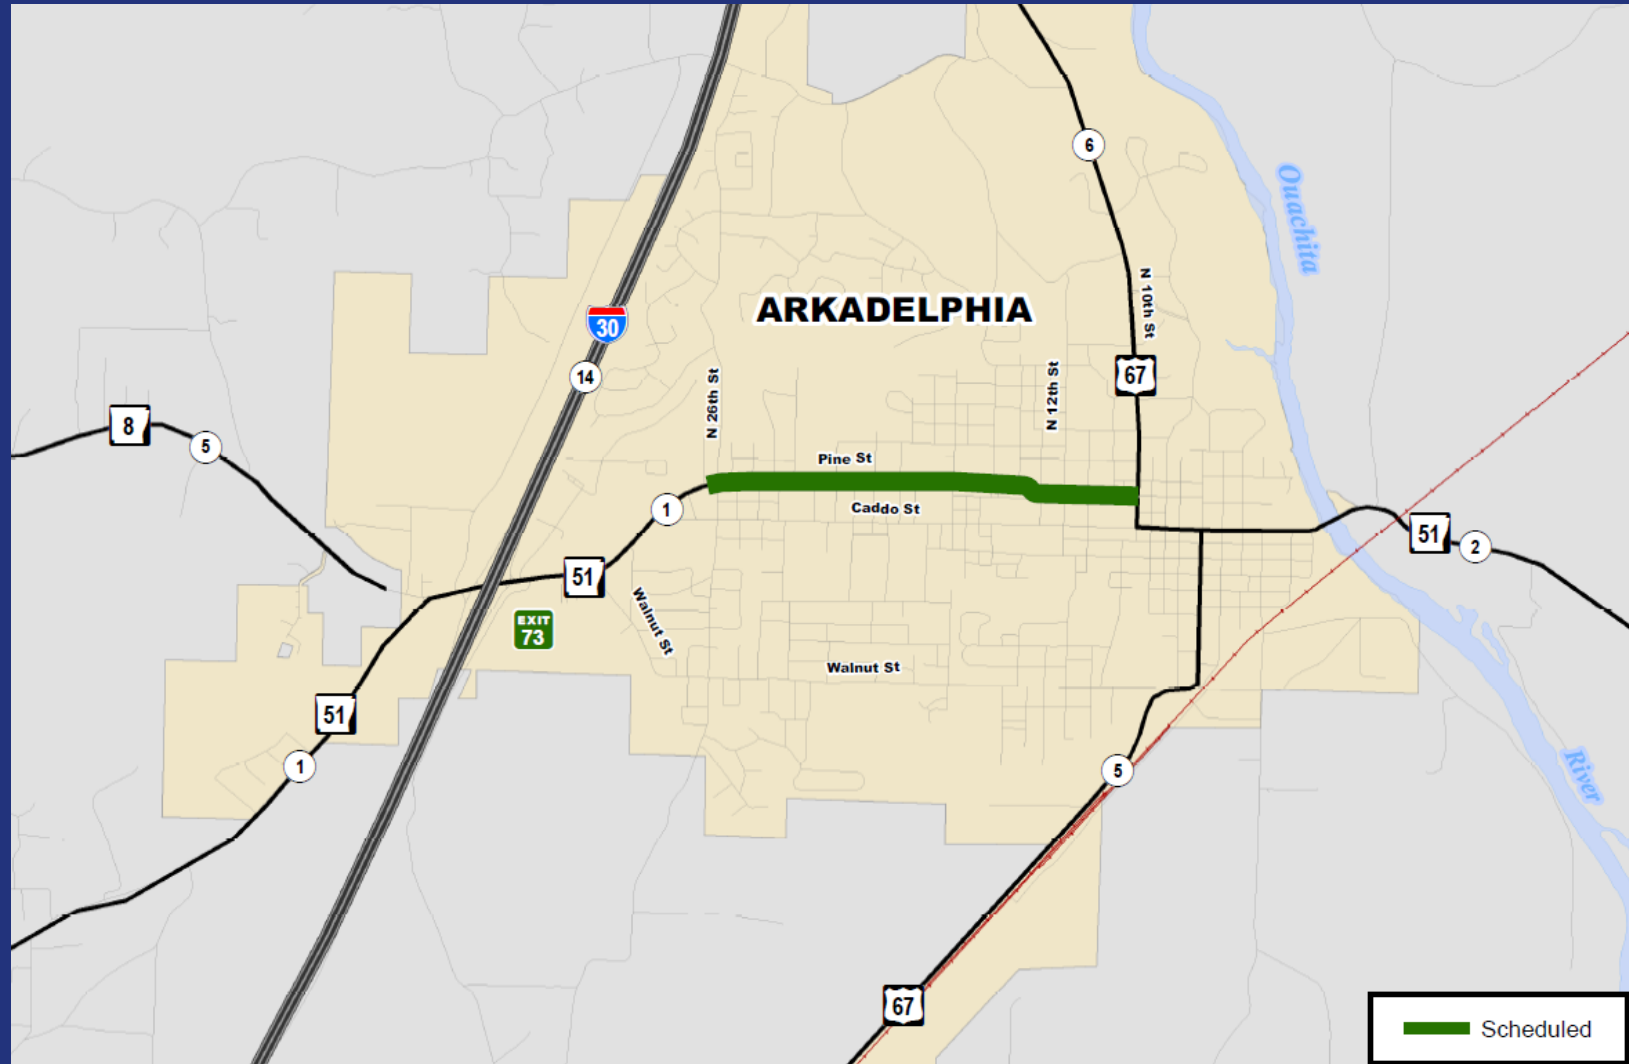 6
Ouachita
N 10th St
ARKADELPHIA
30
14
N 26th St
N 12th St
67
8
5
Pine St
1
Caddo St
51
2
51
EXIT
73
Walnut St
Walnut St
51
1
5
River
67
Scheduled